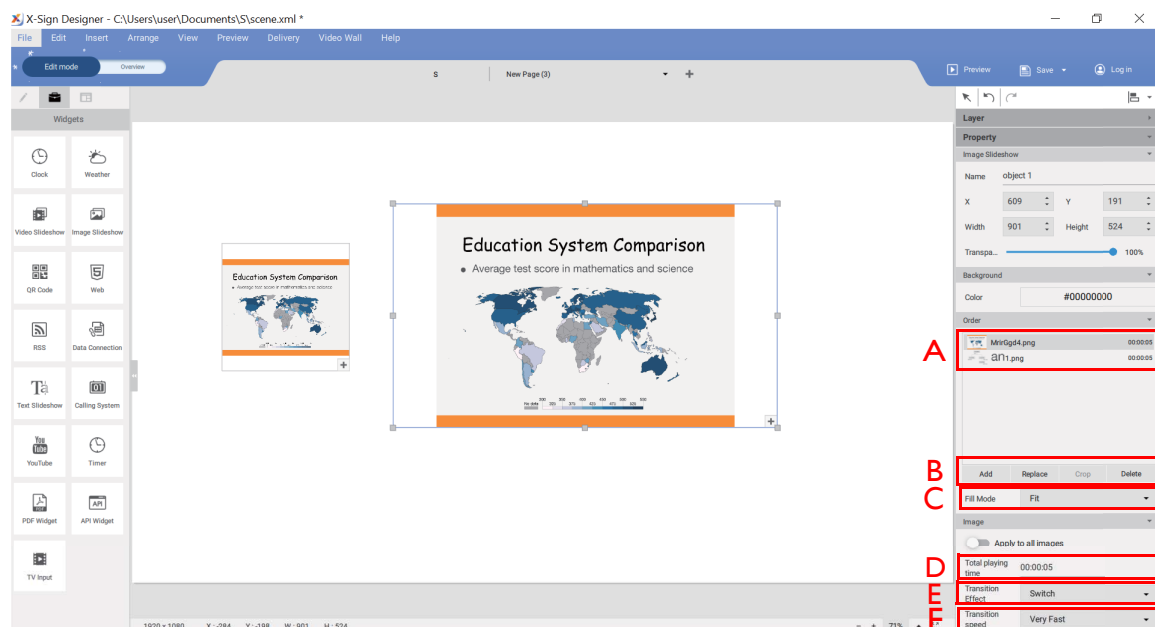 X-Sign Designer - C:\Users\user\Documents\S\scene.xml *
File Edit Insert Arrange View Preview Delivery Video Wall Help
Edit mode Overview
S New Page (3)
Preview Save Log in
Widgets
Clock Weather
Video Slideshow Image Slideshow
QR Code Web
RSS Data Connection
Text Slideshow Calling System
YouTube Timer
PDF Widget API Widget
TV Input
Education System Comparison
Average test score in mathematics and science
Education System Comparison
Average test score in mathematics and science
No data
Layer
Property
Image Slideshow
Name object 1
X 609 Y 191
Width 901 Height 524
Transpa... 100%
Background
Color #00000000
Order
A
MrirGgd4.png 00:00:05
an1.png 00:00:05
B
Add Replace Crop Delete
C
Fill Mode Fit
Image
Apply to all images
D
Total playing
time 00:00:05
E
Transition
Effect Switch
F
Transition
speed Very Fast
1920 x 1080 X : -284 Y : -198 W : 901 H : 524 71%